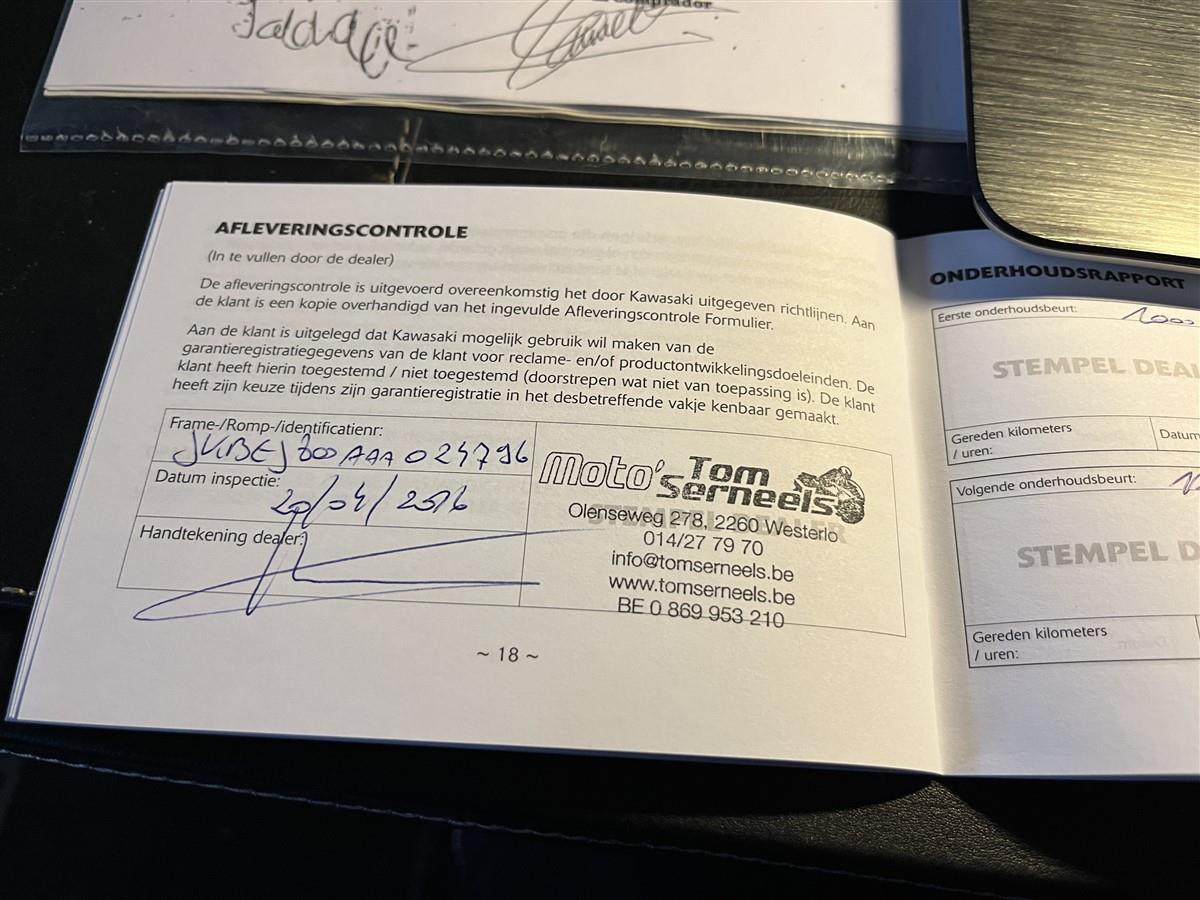 AFLEVERINGSCONTROLE
(In te vullen door de dealer)
De afleveringscontrole is uitgevoerd overeenkomstig het door Kawasaki uitgegeven richtlijnen. Aan
de klant is een kopie overhandigd van het ingevulde Afleveringscontrole Formulier.
Aan de klant is uitgelegd dat Kawasaki mogelijk gebruik wil maken van de
garantieregistratiegegevens van de klant voor reclame- en/of productontwikkelingsdoeleinden. De
klant heeft hierin toegestemd / niet toegestemd (doorstrepen wat niet van toepassing is). De klant
heeft zijn keuze tijdens zijn garantieregistratie in het desbetreffende vakje kenbaar gemaakt.
Frame-/Romp-/identificatienr:
JKBEJ800AAA024796
Datum inspectie:
20/04/2016
Handtekening dealer:
Moto's Tom
Serneels
STEMPEL DEALER
Olenseweg 278, 2260 Westerlo
014/27 79 70
info@tomserneels.be
www.tomserneels.be
BE 0 869 953 210
~ 18 ~
ONDERHOUDSRAPPORT
Eerste onderhoudsbeurt: 1000
STEMPEL DEAL
Gereden kilometers
/ uren:
Datum
Volgende onderhoudsbeurt:
STEMPEL D
Gereden kilometers
/ uren: